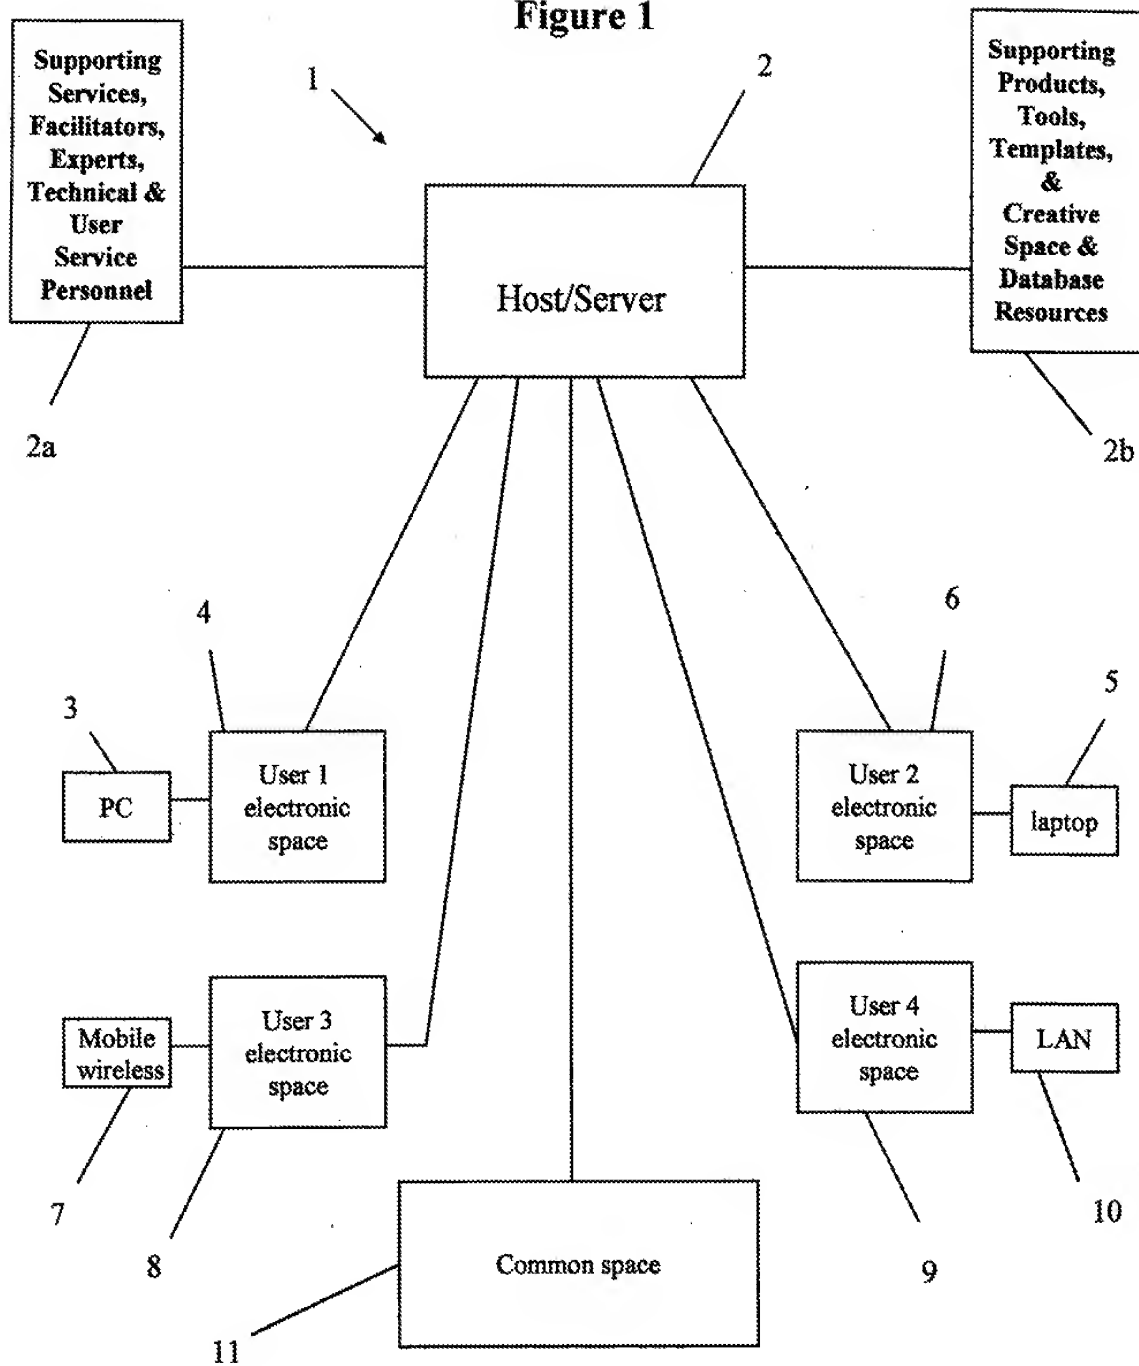 Figure 1
Supporting
Services,
Facilitators,
Experts,
Technical &
User
Service
Personnel
1
2
Supporting
Products,
Tools,
Templates,
&
Creative
Space &
Database
Resources
Host/Server
2a
2b
4
6
3
5
PC
User 1
electronic
space
User 2
electronic
space
laptop
Mobile
wireless
User 3
electronic
space
User 4
electronic
space
LAN
7
8
9
10
Common space
11